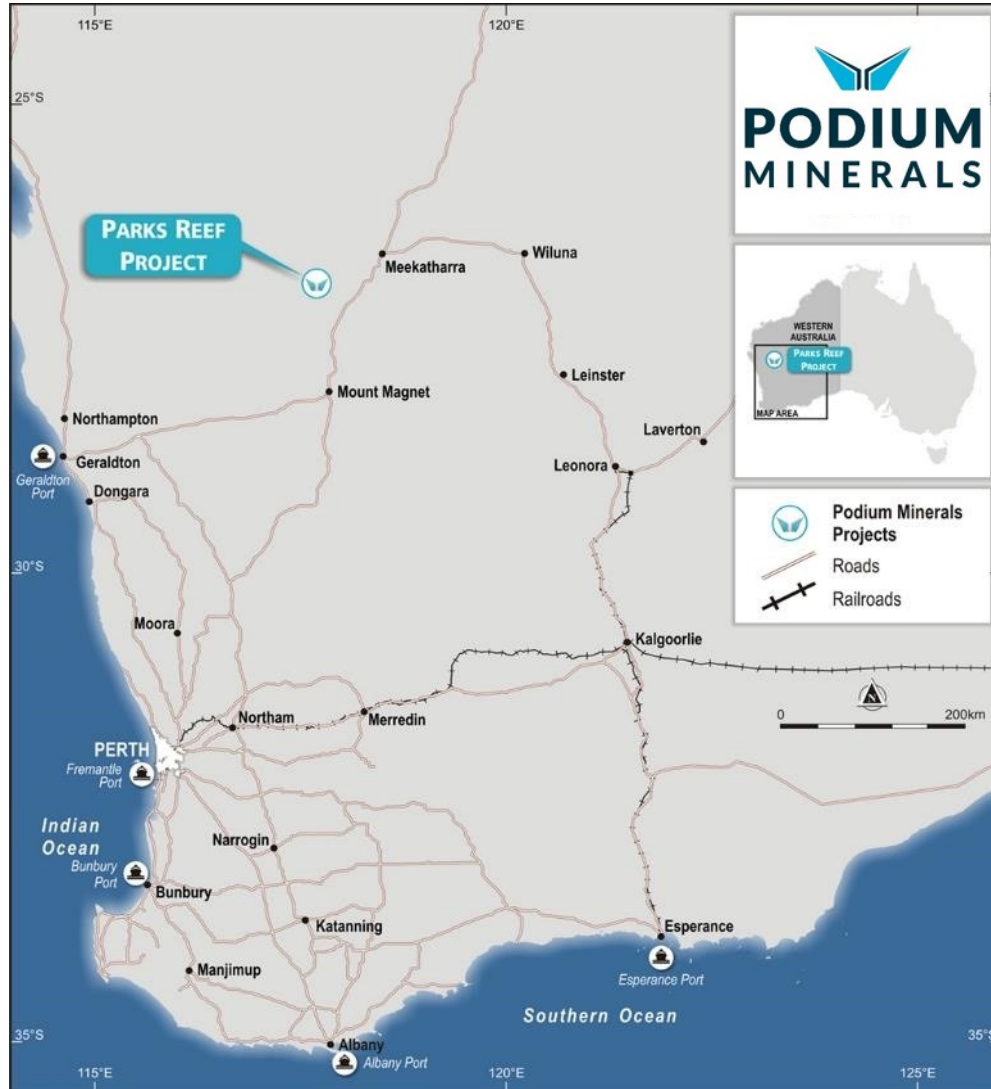 115°E
120°E
25°S
PODIUM
MINERALS
PARKS REEF
PROJECT
Meekatharra
Wiluna
WESTERN
AUSTRALIA
PARKS REEF
PROJECT
MAP AREA
Leinster
Mount Magnet
Northampton
Laverton
Geraldton
Geraldton
Port
Leonora
Dongara
Podium Minerals
Projects
Roads
Railroads
30°S
Moora
Kalgoorlie
N
0
200km
Northam
Merredin
PERTH
Fremantle
Port
Indian
Ocean
Narrogin
Bunbury
Port
Bunbury
Katanning
Esperance
Esperance Port
Manjimup
Southern Ocean
35°S
35°S
Albany
Albany Port
115°E
120°E
125°E